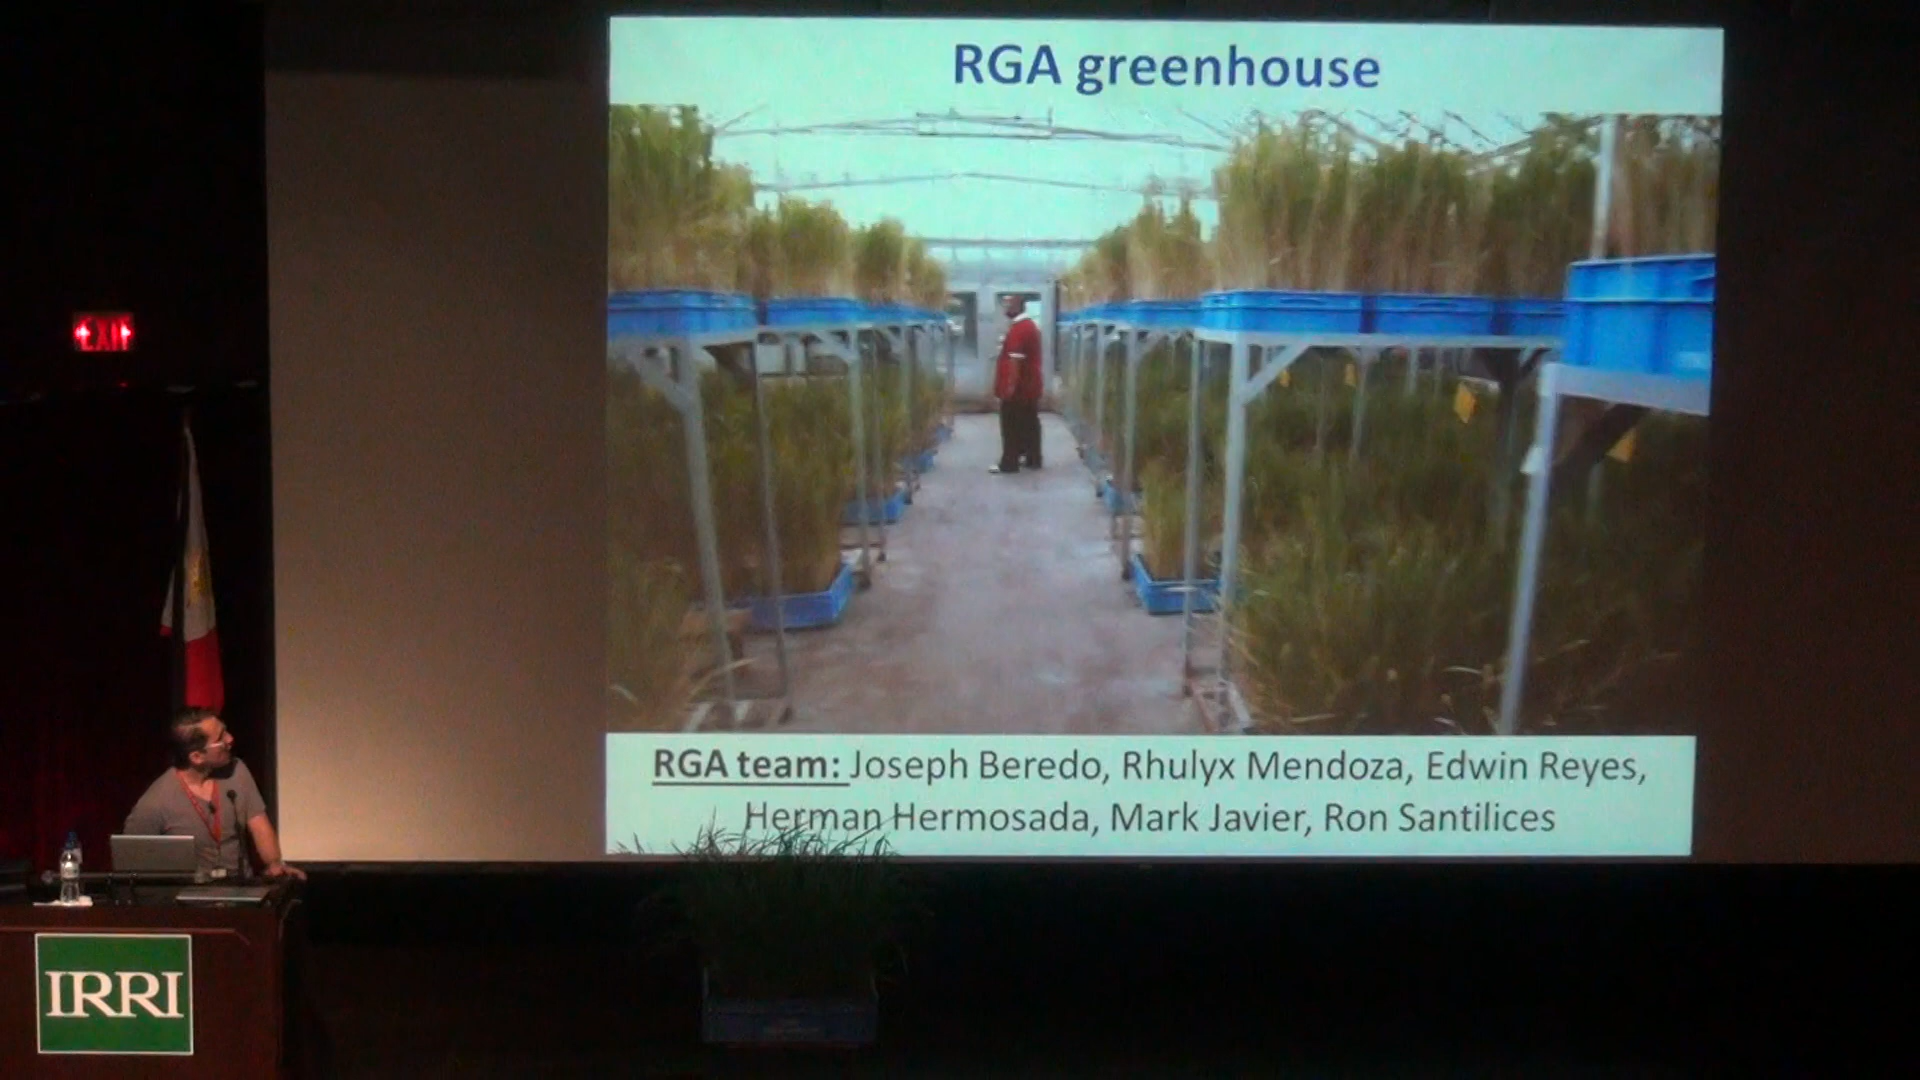 RGA greenhouse
EXIT
RGA team: Joseph Beredo, Rhulyx Mendoza, Edwin Reyes,
Herman Hermosada, Mark Javier, Ron Santilices
IRRI